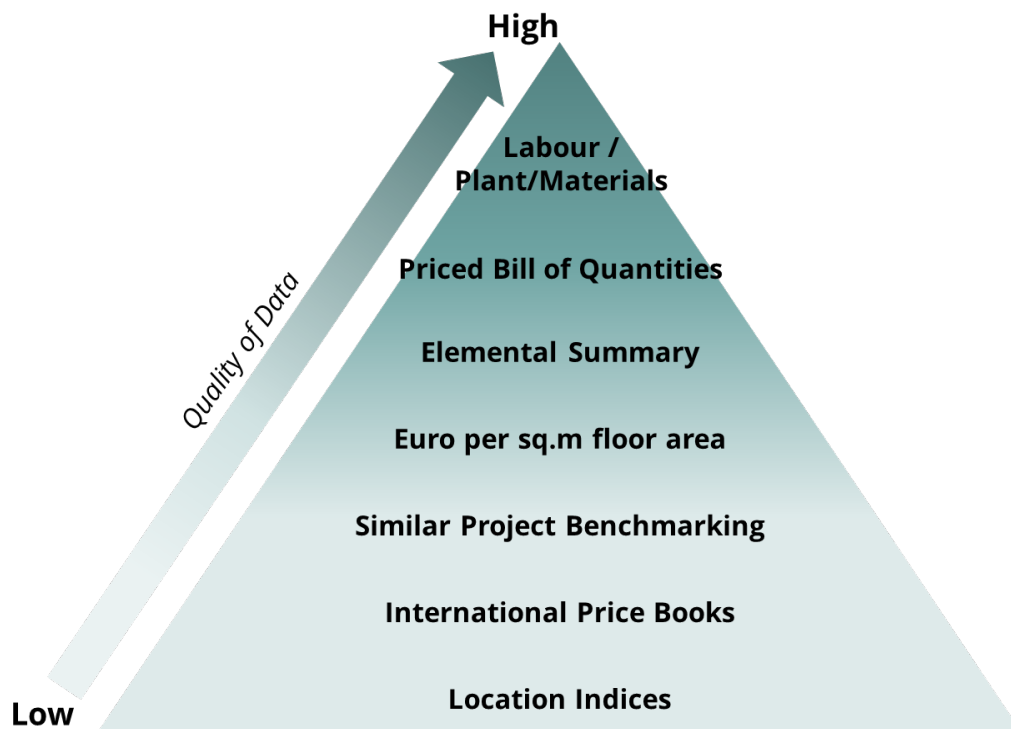 High
Labour /
Plant/Materials
Priced Bill of Quantities
Quality of Data
Elemental Summary
Euro per sq.m floor area
Similar Project Benchmarking
International Price Books
Location Indices
Low